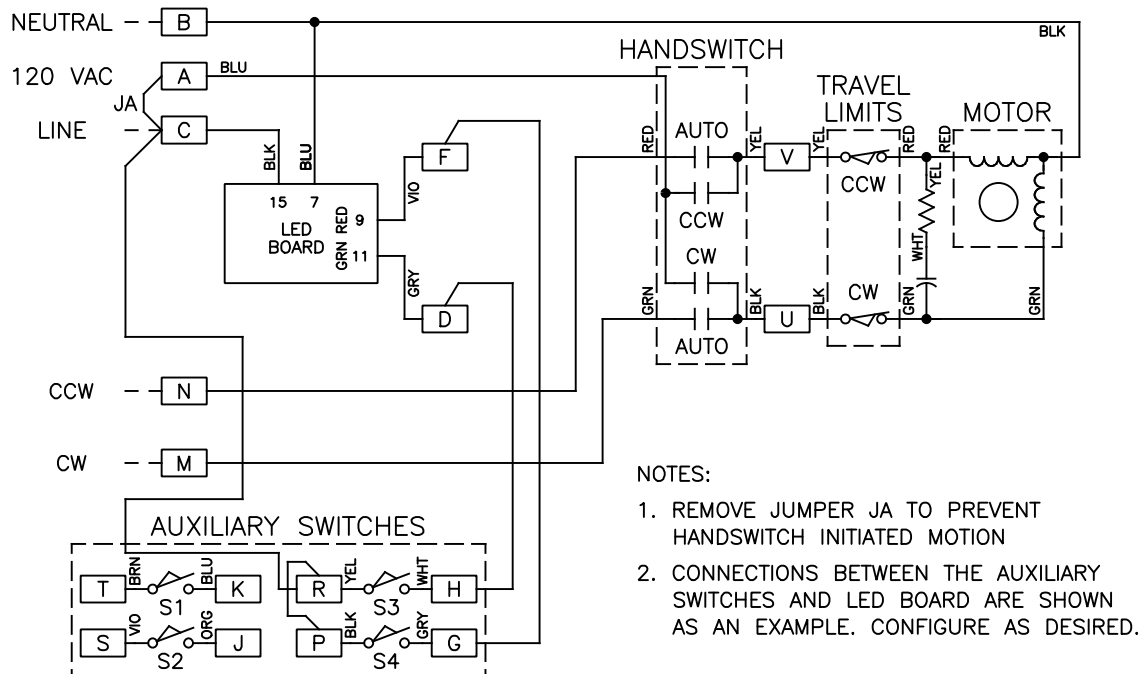 NEUTRAL
B
BLK
120 VAC
A
BLU
JA
LINE
C
BLK
BLU
15
7
LED
BOARD
RED
9
GRN
11
VIO
GRY
F
D
HANDSWITCH
RED
AUTO
YEL
CCW
CW
GRN
AUTO
BLK
V
U
YEL
BLK
TRAVEL
LIMITS
CCW
CW
RED
GRN
YEL
WHT
MOTOR
RED
GRN
CCW
N
CW
M
AUXILIARY SWITCHES
T
BRN
S1
BLU
K
R
YEL
S3
WHT
H
S
VIO
S2
ORG
J
P
BLK
S4
GRY
G
NOTES:
1. REMOVE JUMPER JA TO PREVENT
HANDSWITCH INITIATED MOTION
2. CONNECTIONS BETWEEN THE AUXILIARY
SWITCHES AND LED BOARD ARE SHOWN
AS AN EXAMPLE. CONFIGURE AS DESIRED.